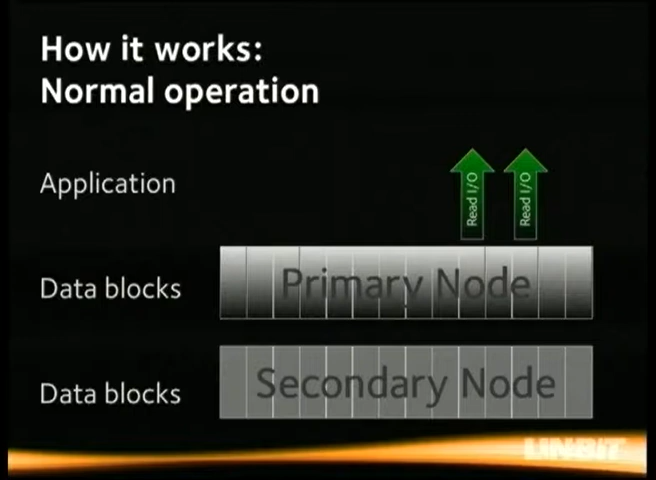 How it works:
Normal operation
Application
Read I/O
Read I/O
Data blocks
Primary Node
Data blocks
Secondary Node
LINBIT